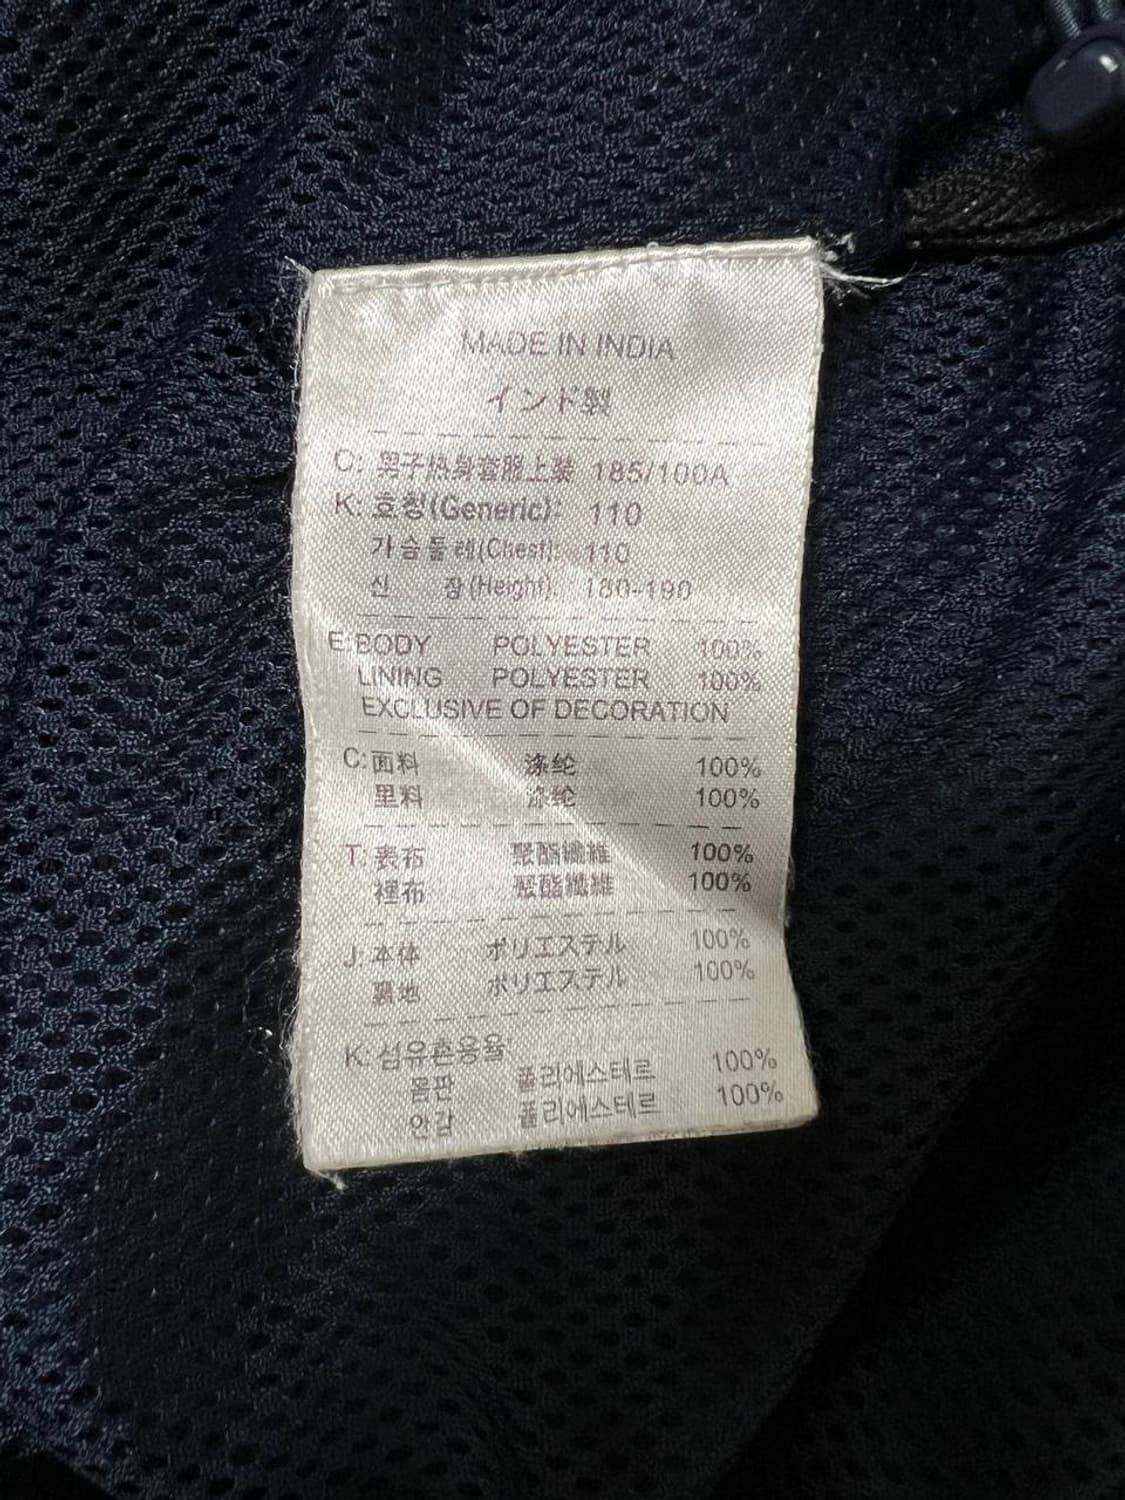 MADE IN INDIA
インド製
C: 男子热身套服上装 185/100A
K: 호칭(Generic): 110
가슴둘레(Chest): 110
신 장(Height): 180-190
E:BODY POLYESTER 100%
LINING POLYESTER 100%
EXCLUSIVE OF DECORATION
C:面料 涤纶 100%
里料 涤纶 100%
T: 表布 聚酯纖維 100%
裡布 聚酯纖維 100%
J: 本体 ポリエステル 100%
裏地 ポリエステル 100%
K: 섬유혼용율
몸판 폴리에스테르 100%
안감 폴리에스테르 100%